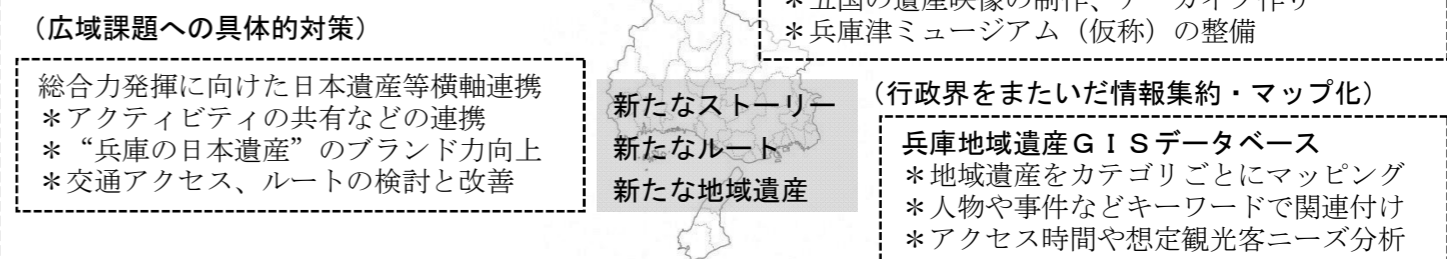 ＊兵庫津ミュージアム（仮称）の整備
（広域課題への具体的対策）
総合力発揮に向けた日本遺産等横軸連携
＊アクティビティの共有などの連携
＊“兵庫の日本遺産”のブランド力向上
＊交通アクセス、ルートの検討と改善
新たなストーリー
新たなルート
新たな地域遺産
（行政界をまたいだ情報集約・マップ化）
兵庫地域遺産ＧＩＳデータベース
＊地域遺産をカテゴリごとにマッピング
＊人物や事件などキーワードで関連付け
＊アクセス時間や想定観光客ニーズ分析